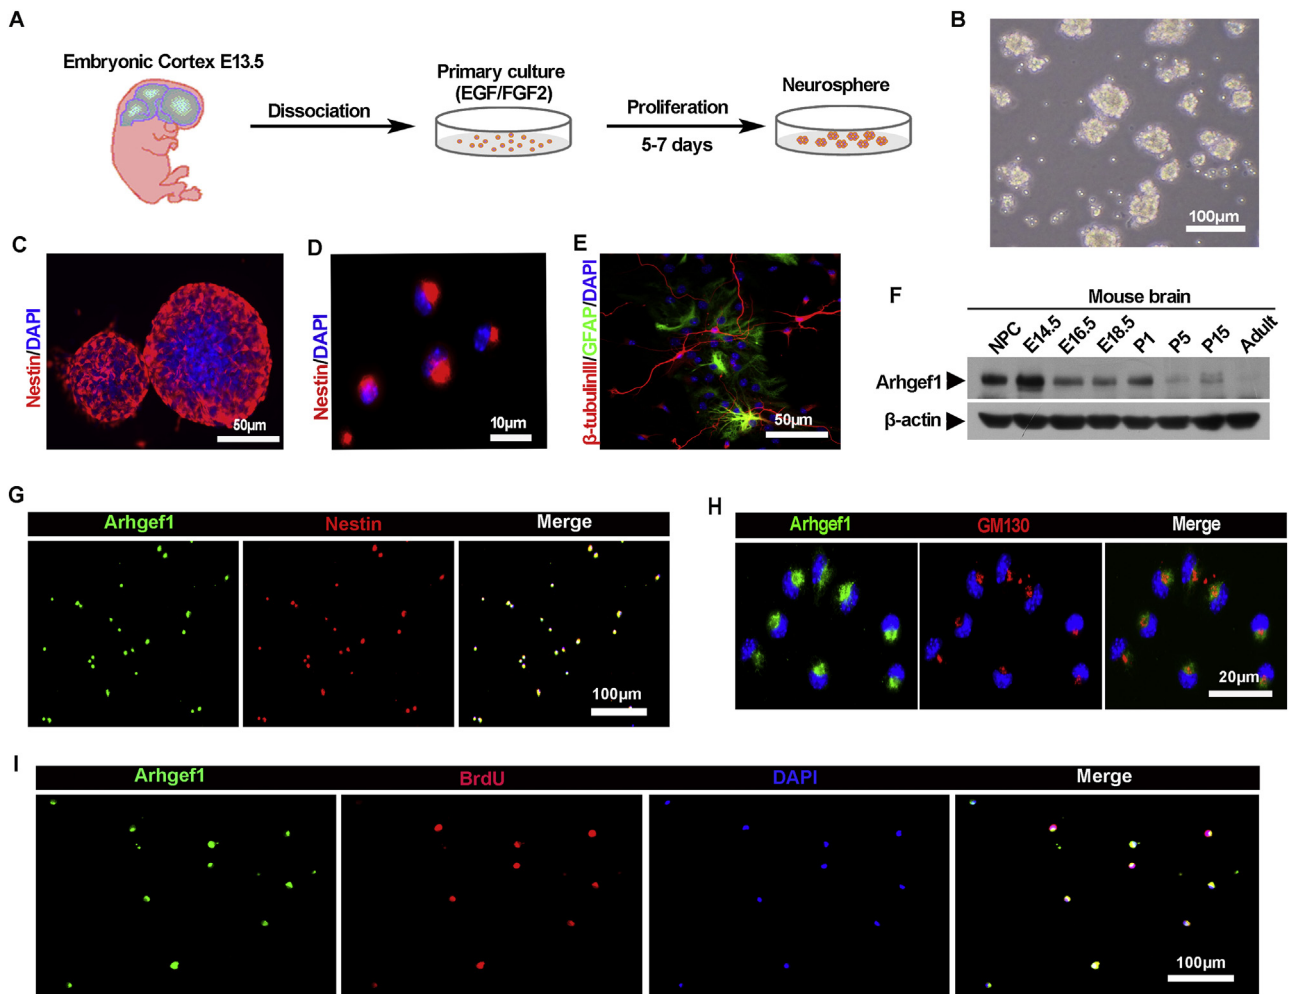 A
Embryonic Cortex E13.5
Dissociation
Primary culture
(EGF/FGF2)
Proliferation
5-7 days
Neurosphere
B
100μm
C
Nestin/DAPI
50μm
D
Nestin/DAPI
10μm
E
β-tubulinIII/GFAP/DAPI
50μm
F
Mouse brain
NPC E14.5 E16.5 E18.5 P1 P5 P15 Adult
Arhgef1
β-actin
G
Arhgef1 Nestin Merge
100μm
H
Arhgef1 GM130 Merge
20μm
I
Arhgef1 BrdU DAPI Merge
100μm